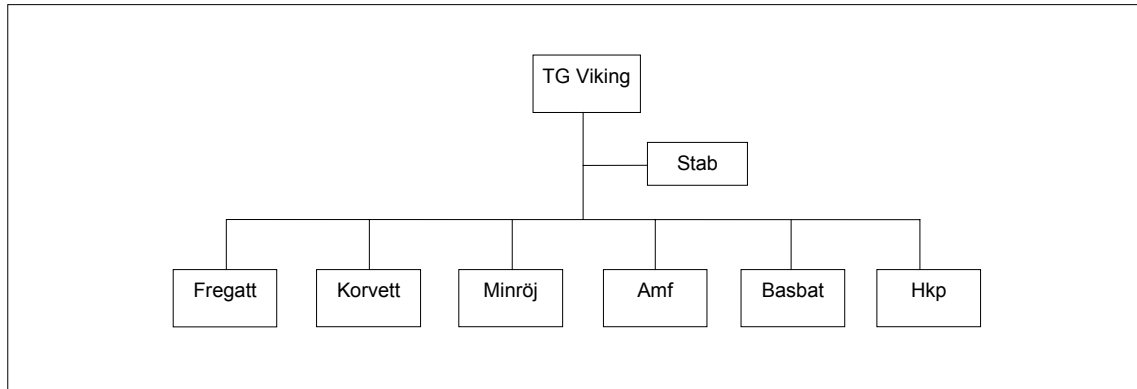 TG Viking
Stab
Fregatt
Korvett
Minröj
Amf
Basbat
Hkp